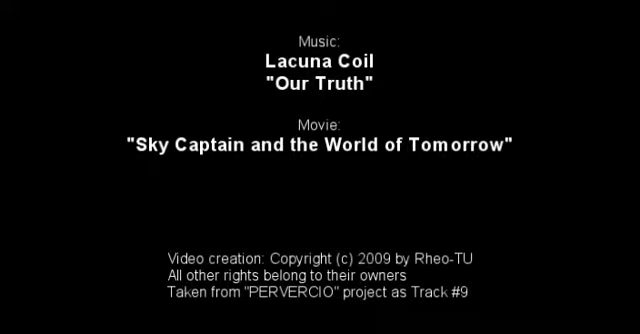 Music:
Lacuna Coil
"Our Truth"
Movie:
"Sky Captain and the World of Tomorrow"
Video creation: Copyright (c) 2009 by Rheo-TU
All other rights belong to their owners
Taken from "PERVERCIO" project as Track #9